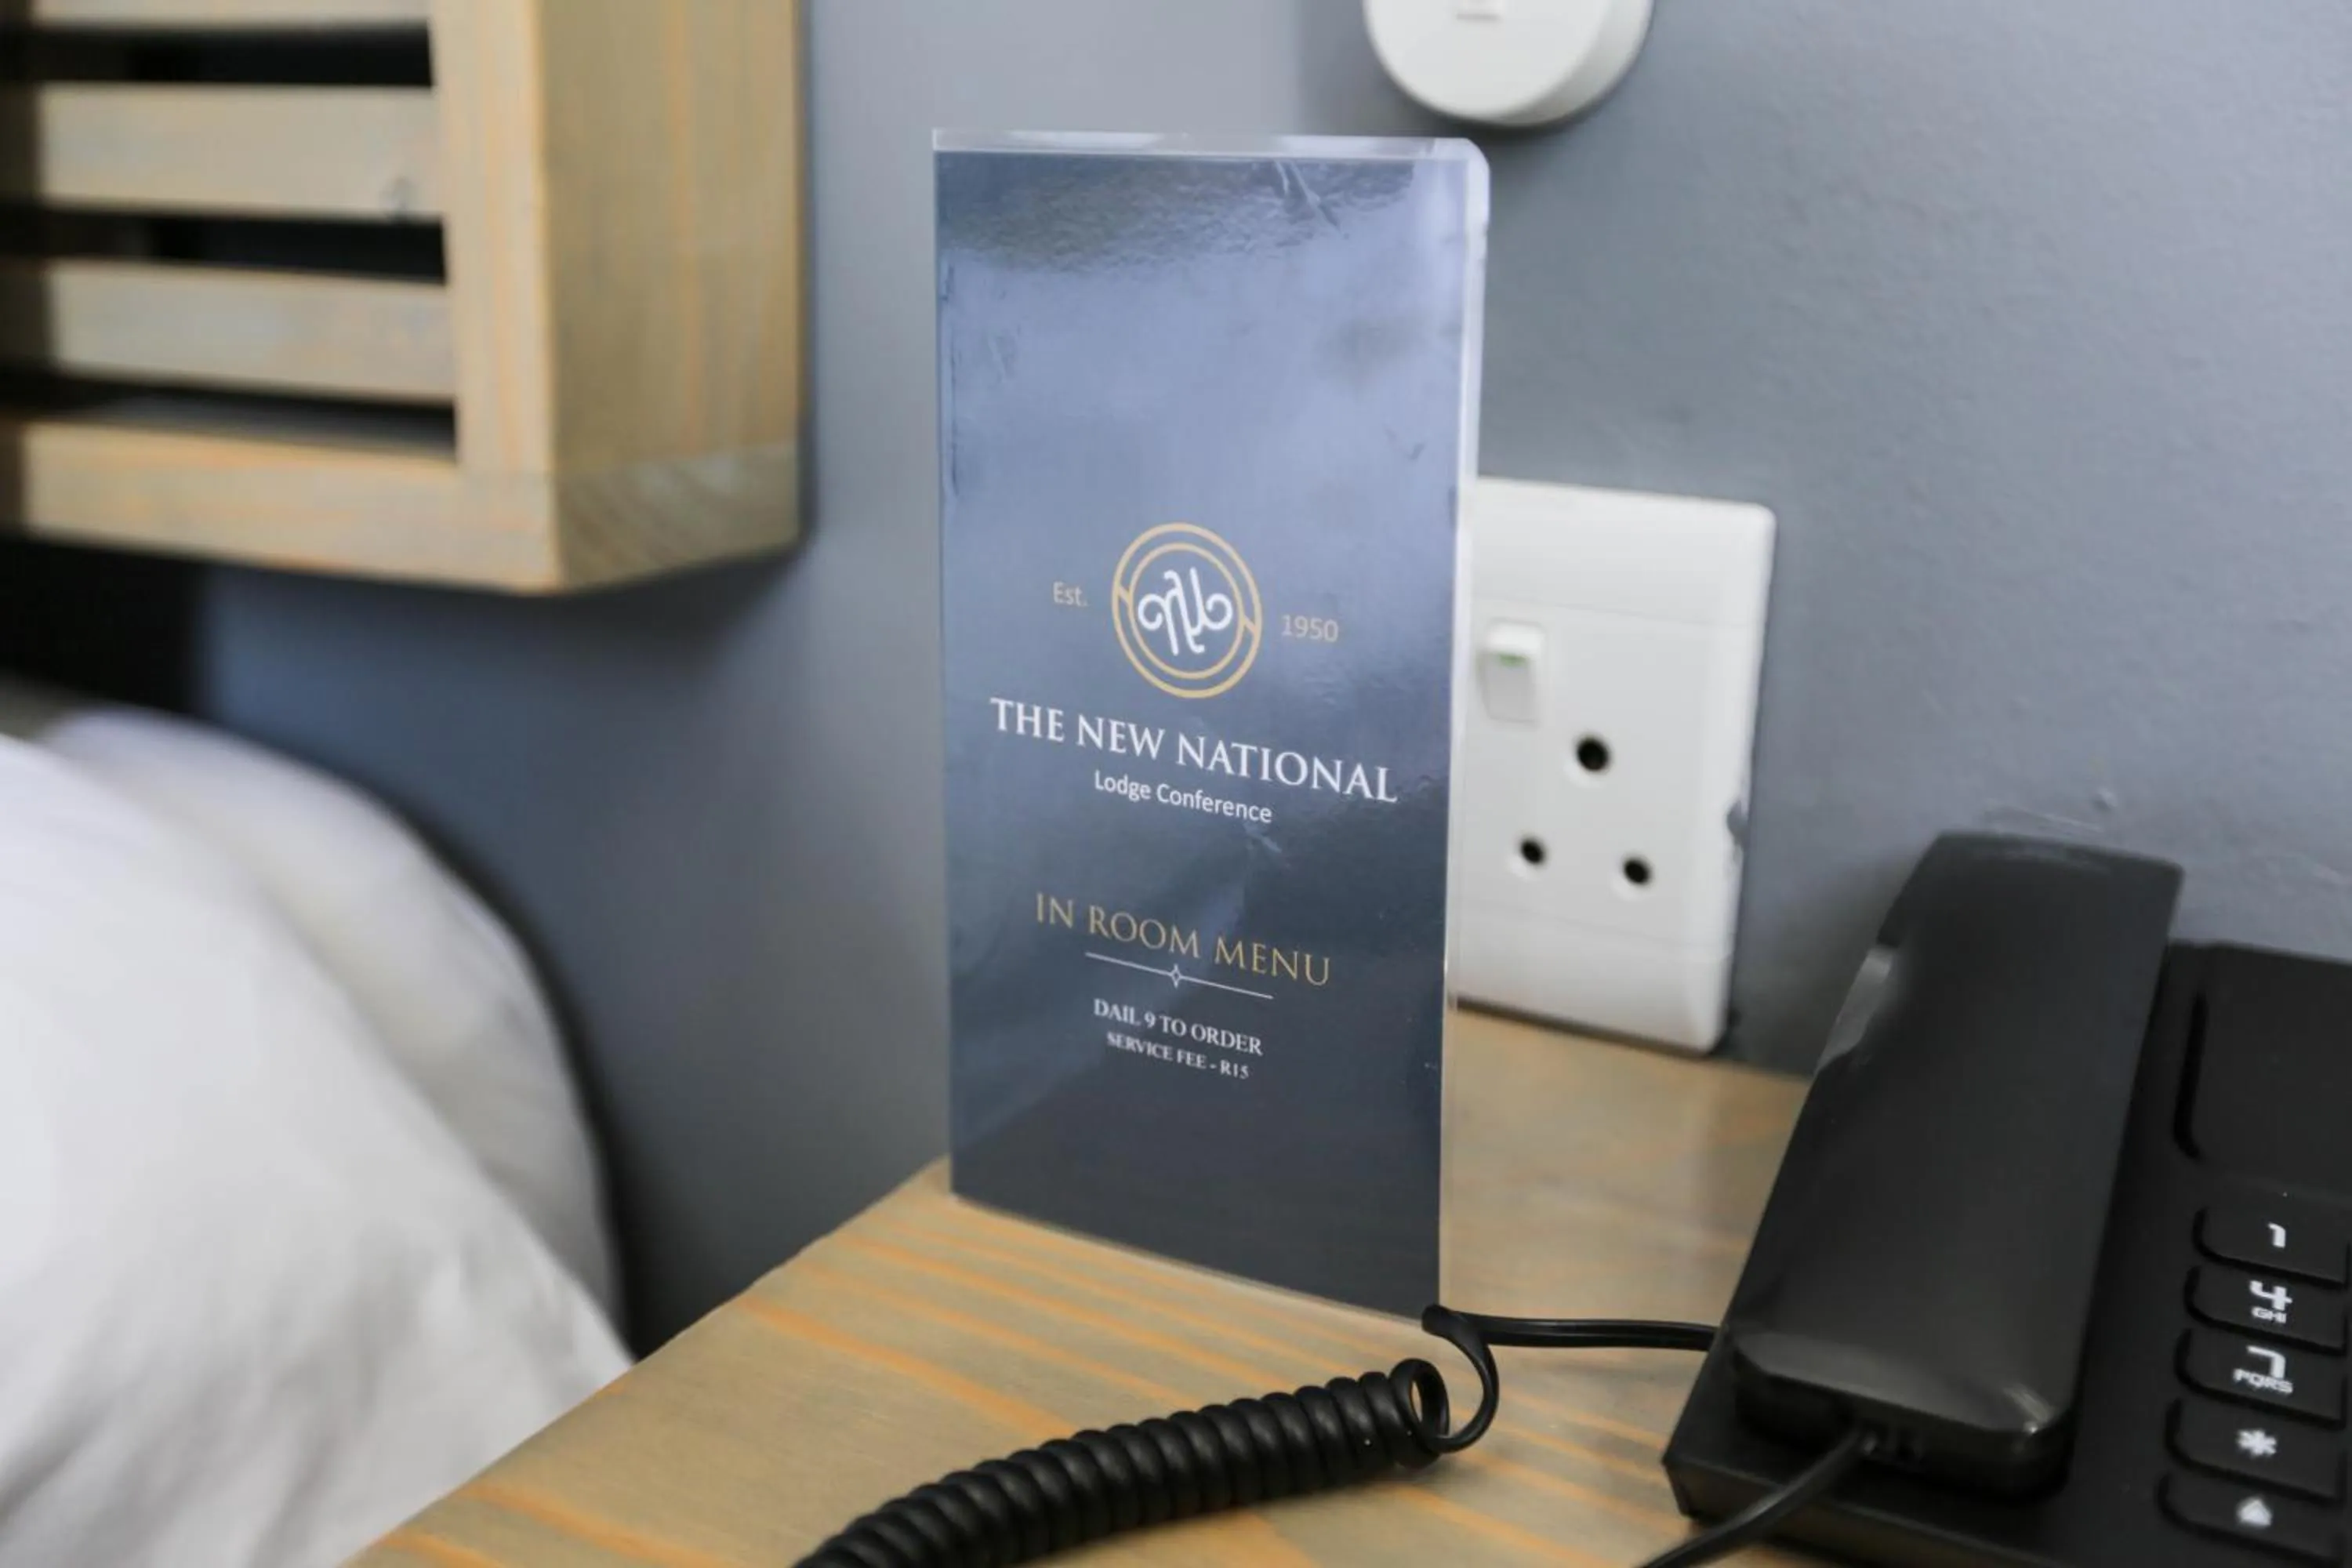 Est.
1950
THE NEW NATIONAL
Lodge Conference
IN ROOM MENU
DAIL 9 TO ORDER
SERVICE FEE - R15
1
4
GHI
7
PQRS
*